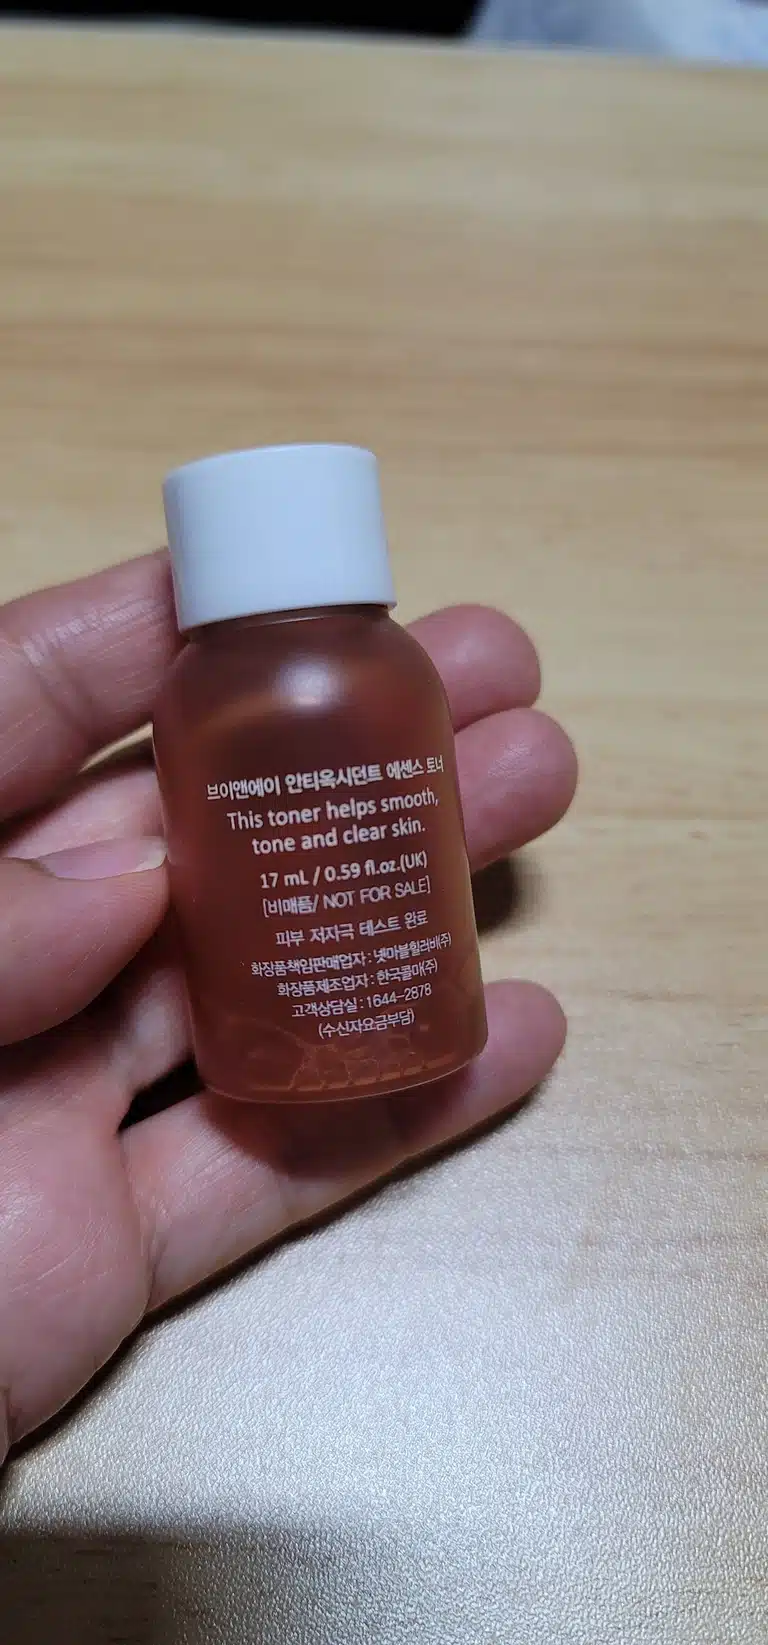 브이앤에이 안티옥시던트 에센스 토너
This toner helps smooth,
tone and clear skin.
17 mL / 0.59 fl.oz.(UK)
[비매품/ NOT FOR SALE]
피부 저자극 테스트 완료
화장품책임판매업자 : 넷마블힐러비(주)
화장품제조업자 : 한국콜마(주)
고객상담실 : 1644-2878
(수신자요금부담)